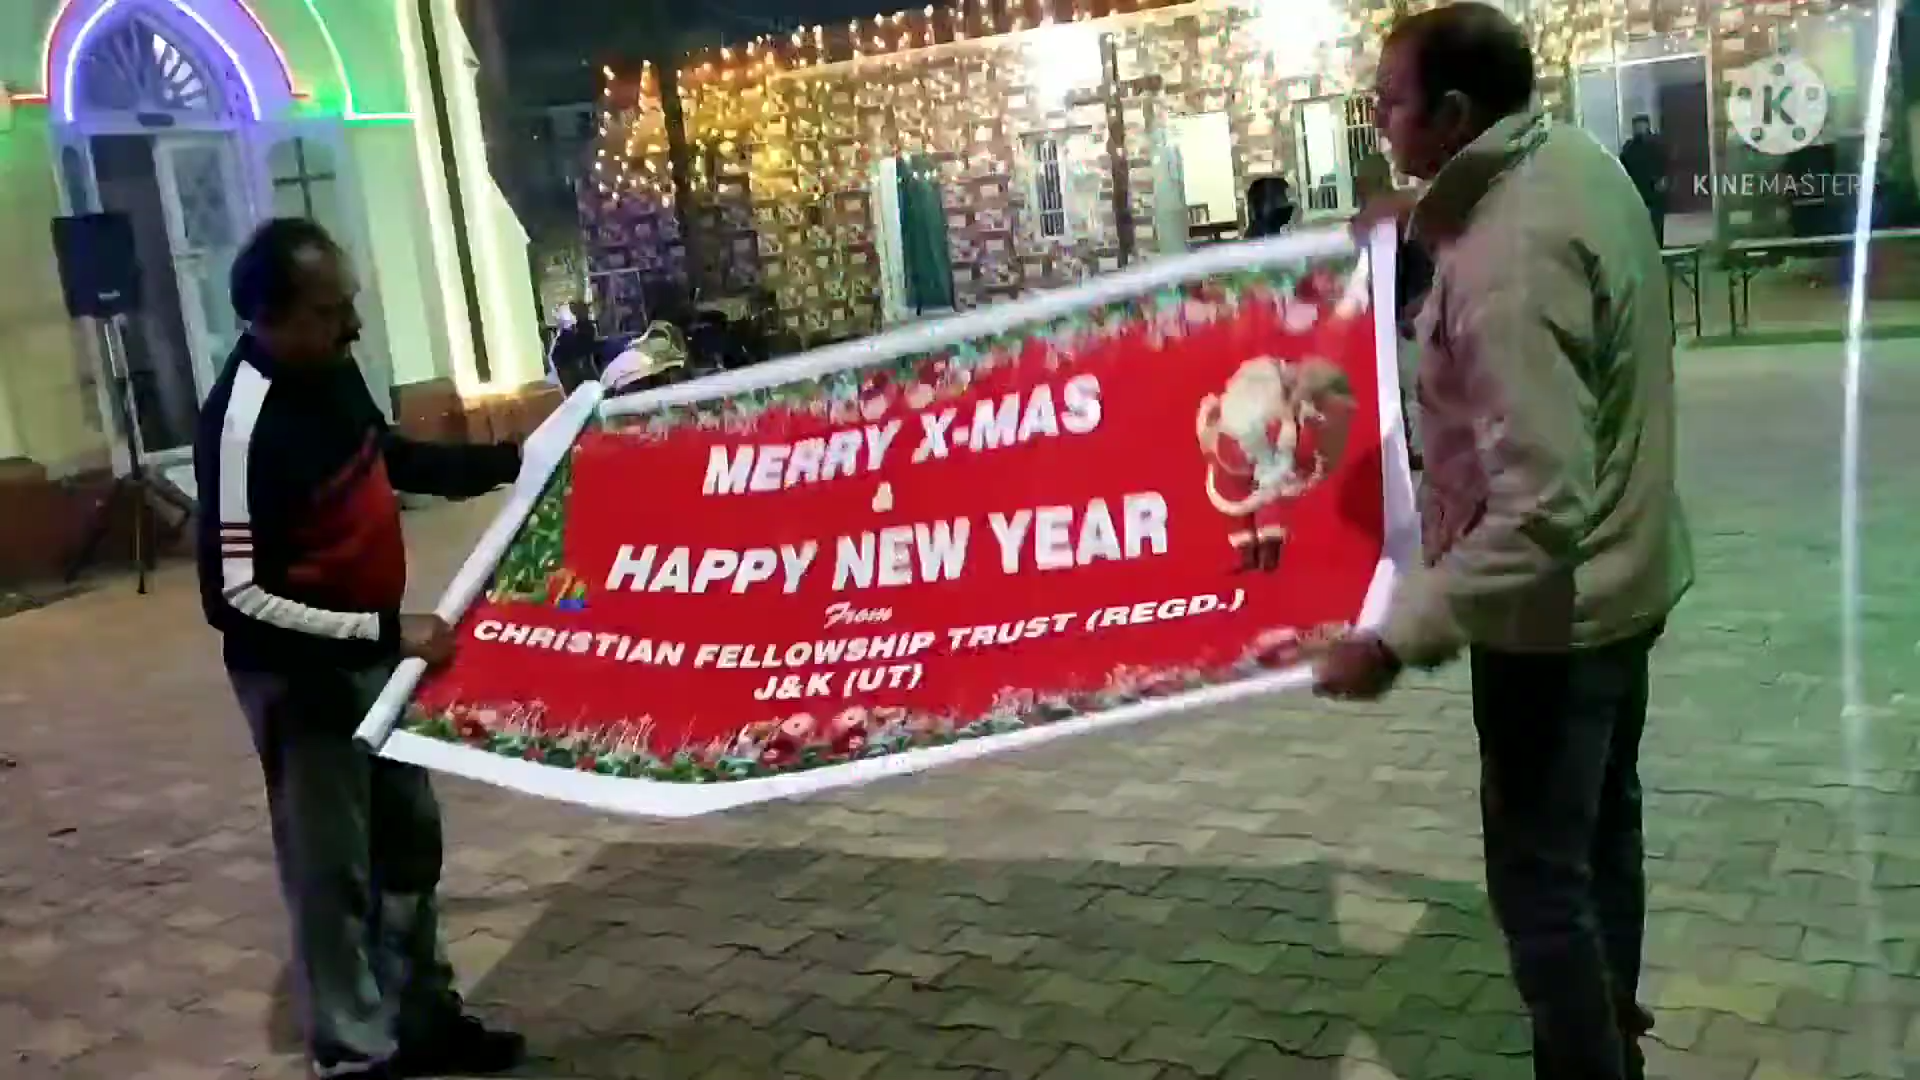 MERRY X-MAS
&
HAPPY NEW YEAR
From
CHRISTIAN FELLOWSHIP TRUST (REGD.)
J&K (UT)
K
KINEMASTER